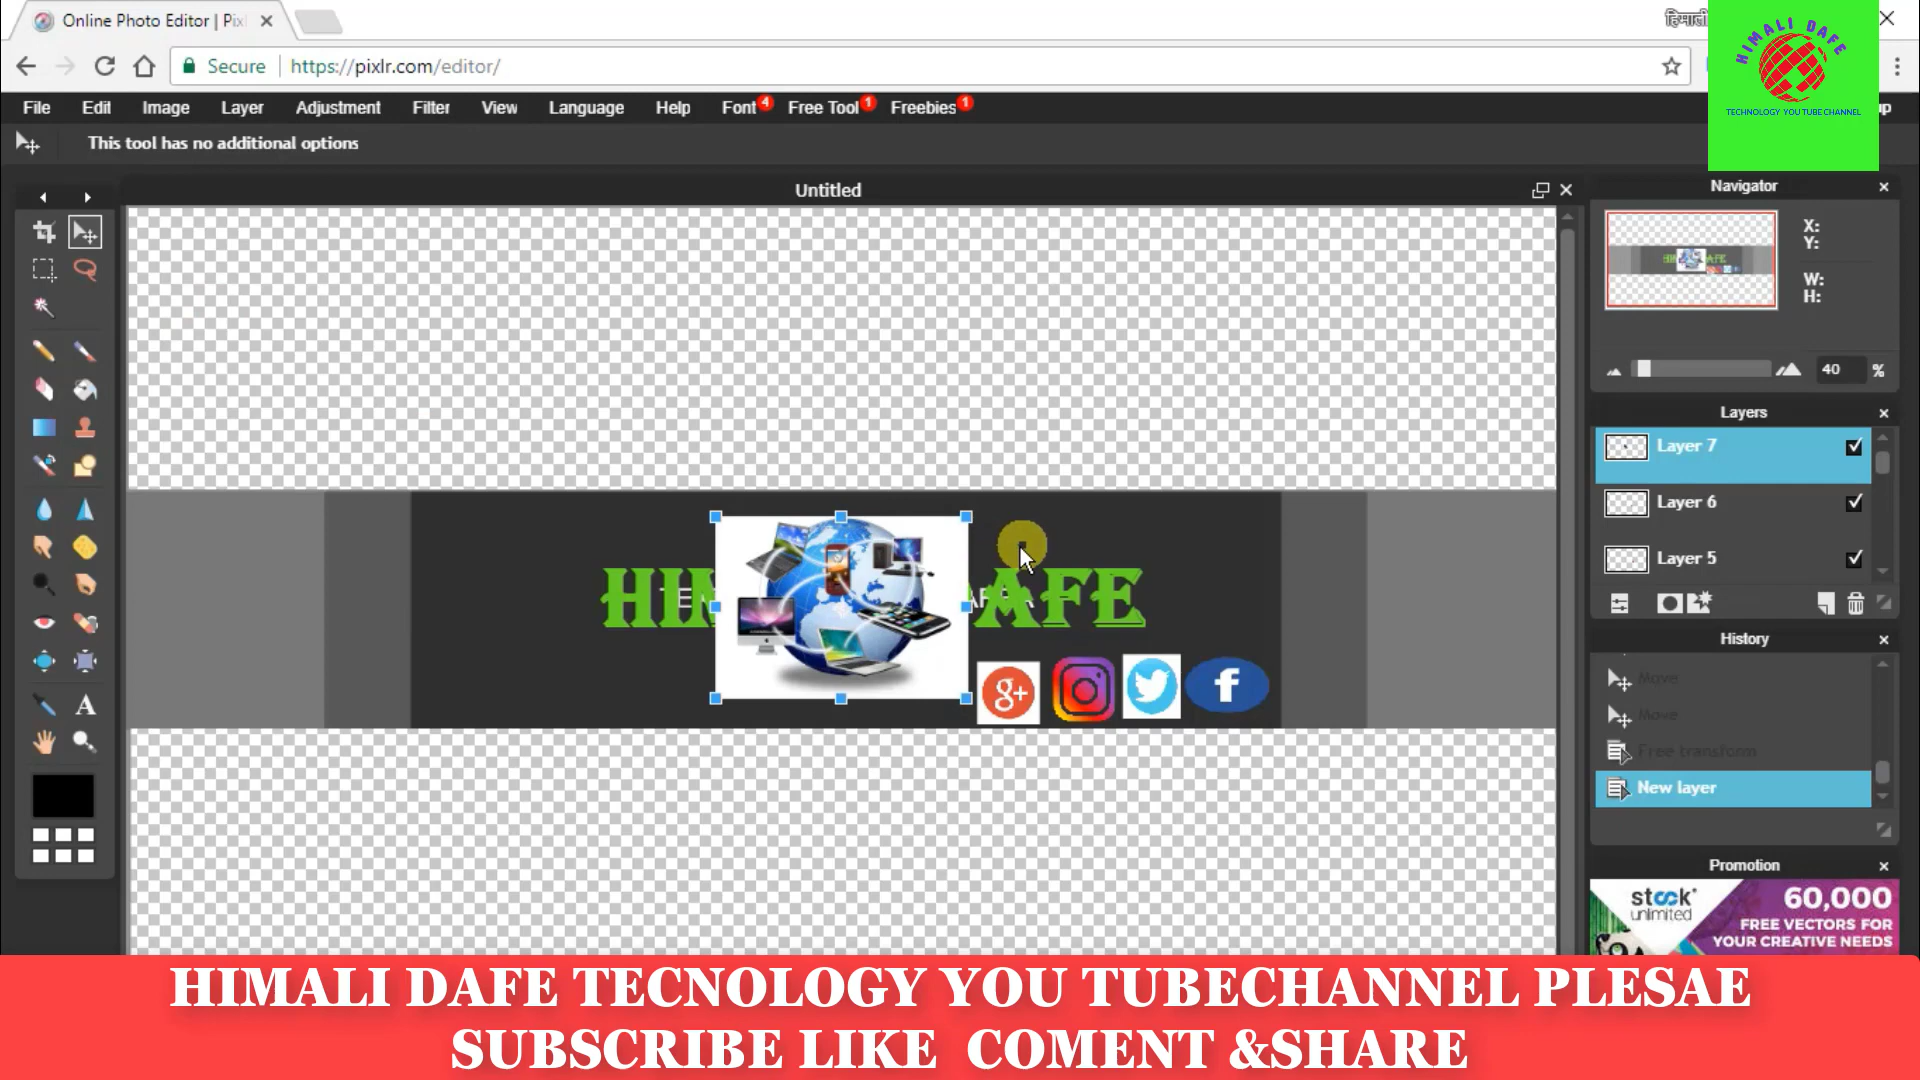 Online Photo Editor | Pix
हिमाली
Secure
https://pixlr.com/editor/
HIMALI DAFE
TECHNOLOGY YOU TUBE CHANNEL
File Edit Image Layer Adjustment Filter View Language Help Font 4 Free Tool 1 Freebies 1
up
This tool has no additional options
Untitled
Navigator
X:
Y:
W:
H:
40 %
Layers
Layer 7
Layer 6
Layer 5
HIM AFE
g+
f
History
Move
Move
Free transform
New layer
A
Promotion
stock
unlimited
60,000
FREE VECTORS FOR
YOUR CREATIVE NEEDS
HIMALI DAFE TECNOLOGY YOU TUBECHANNEL PLESAE
SUBSCRIBE LIKE COMENT &SHARE